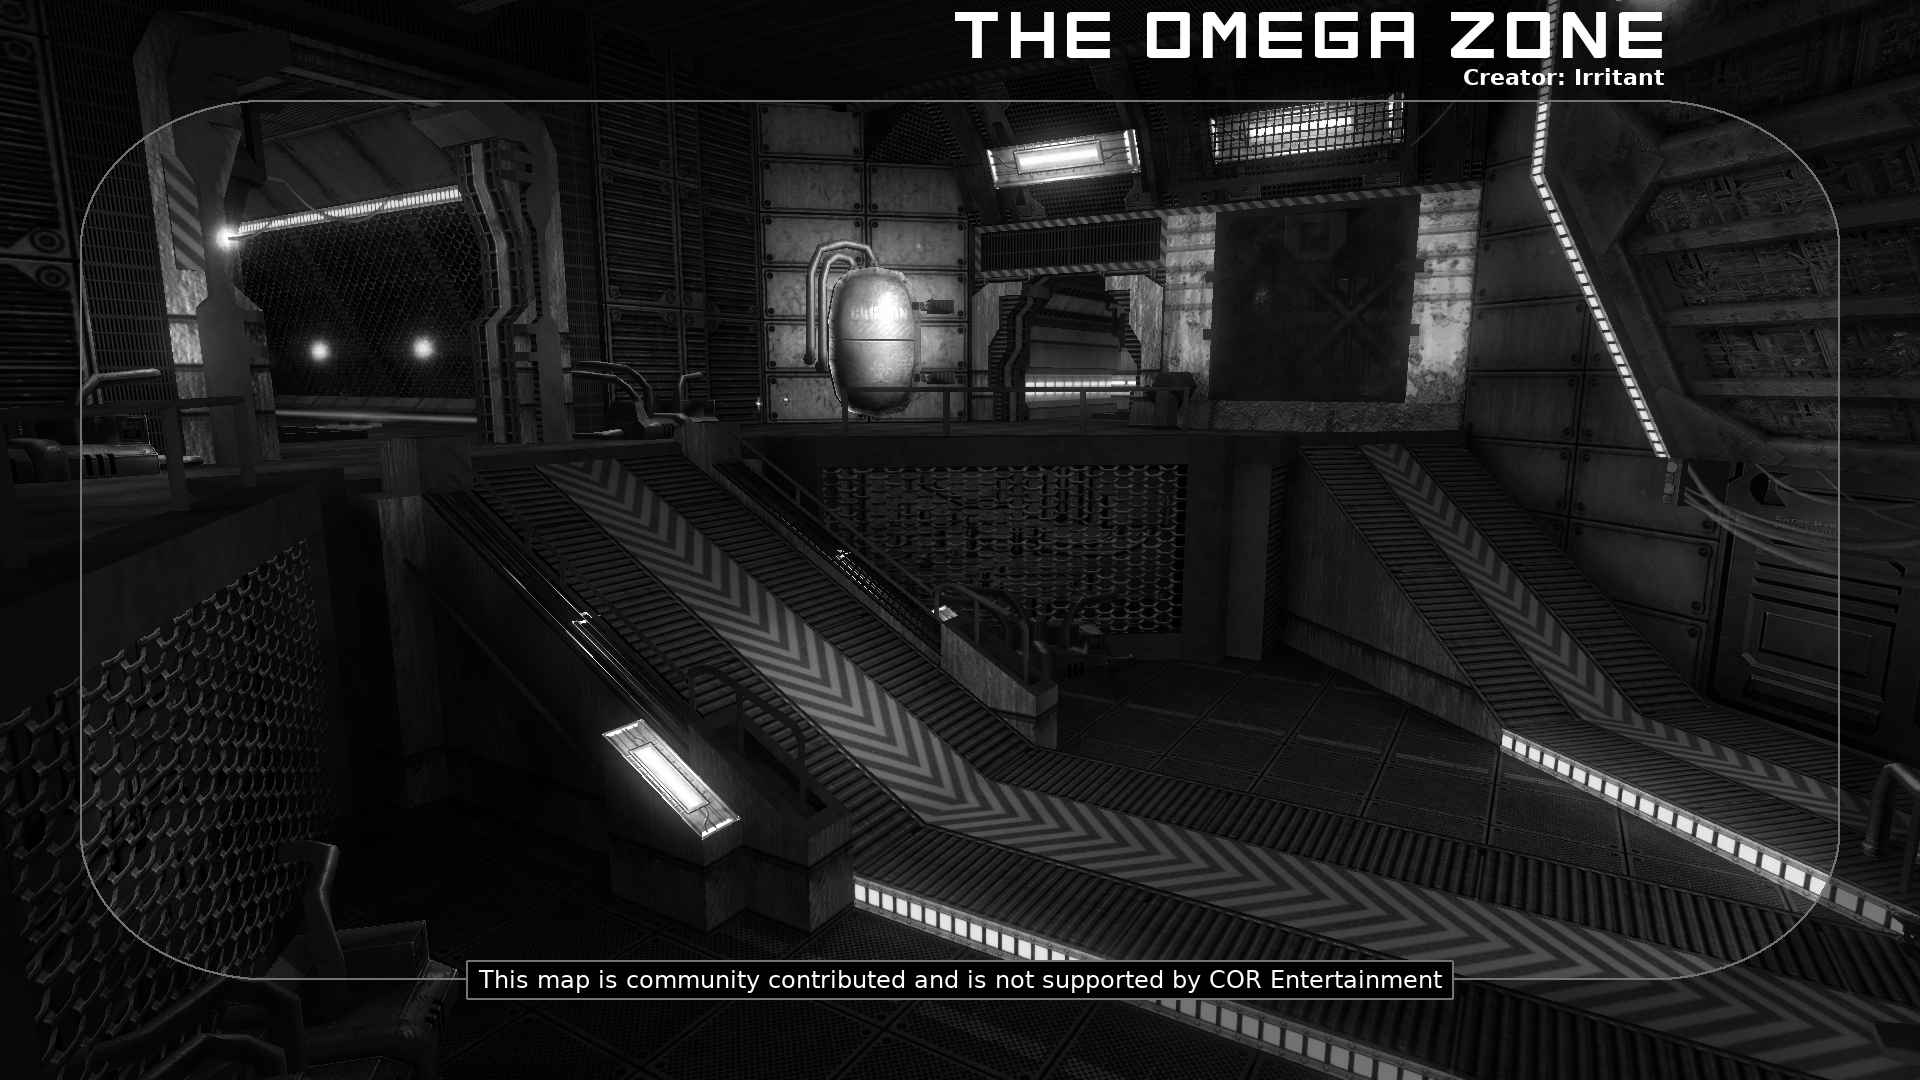 THE OMEGA ZONE
Creator: Irritant
This map is community contributed and is not supported by COR Entertainment